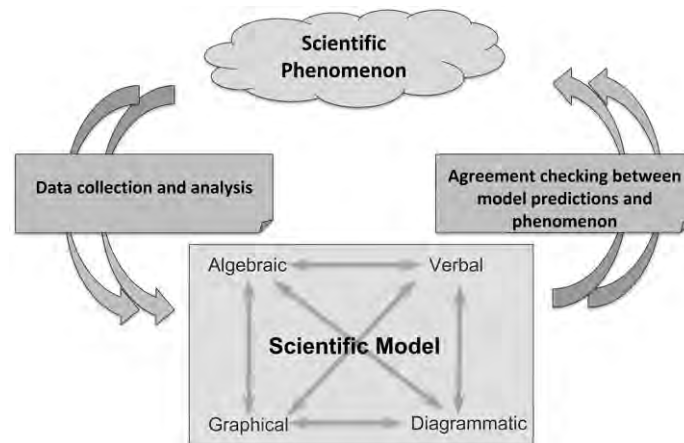 Scientific
Phenomenon
Data collection and analysis
Agreement checking between
model predictions and
phenomenon
Algebraic
Verbal
Scientific Model
Graphical
Diagrammatic